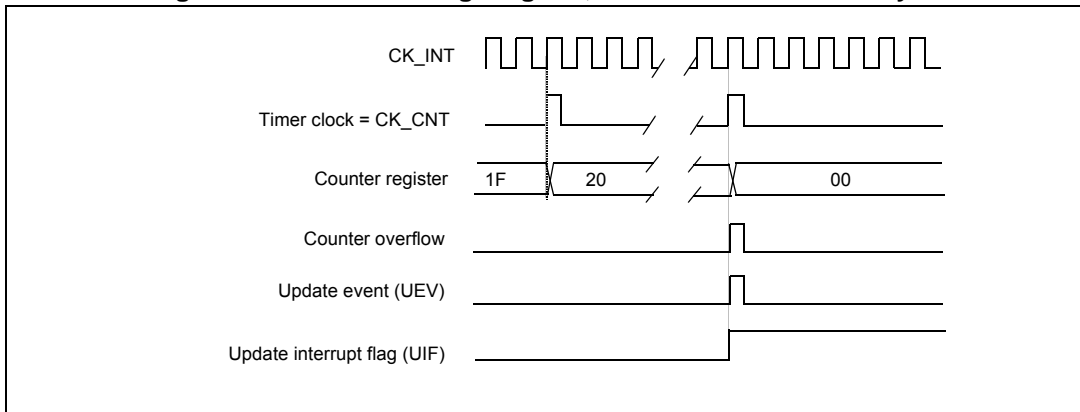 CK_INT
Timer clock = CK_CNT
Counter register 1F 20 00
Counter overflow
Update event (UEV)
Update interrupt flag (UIF)